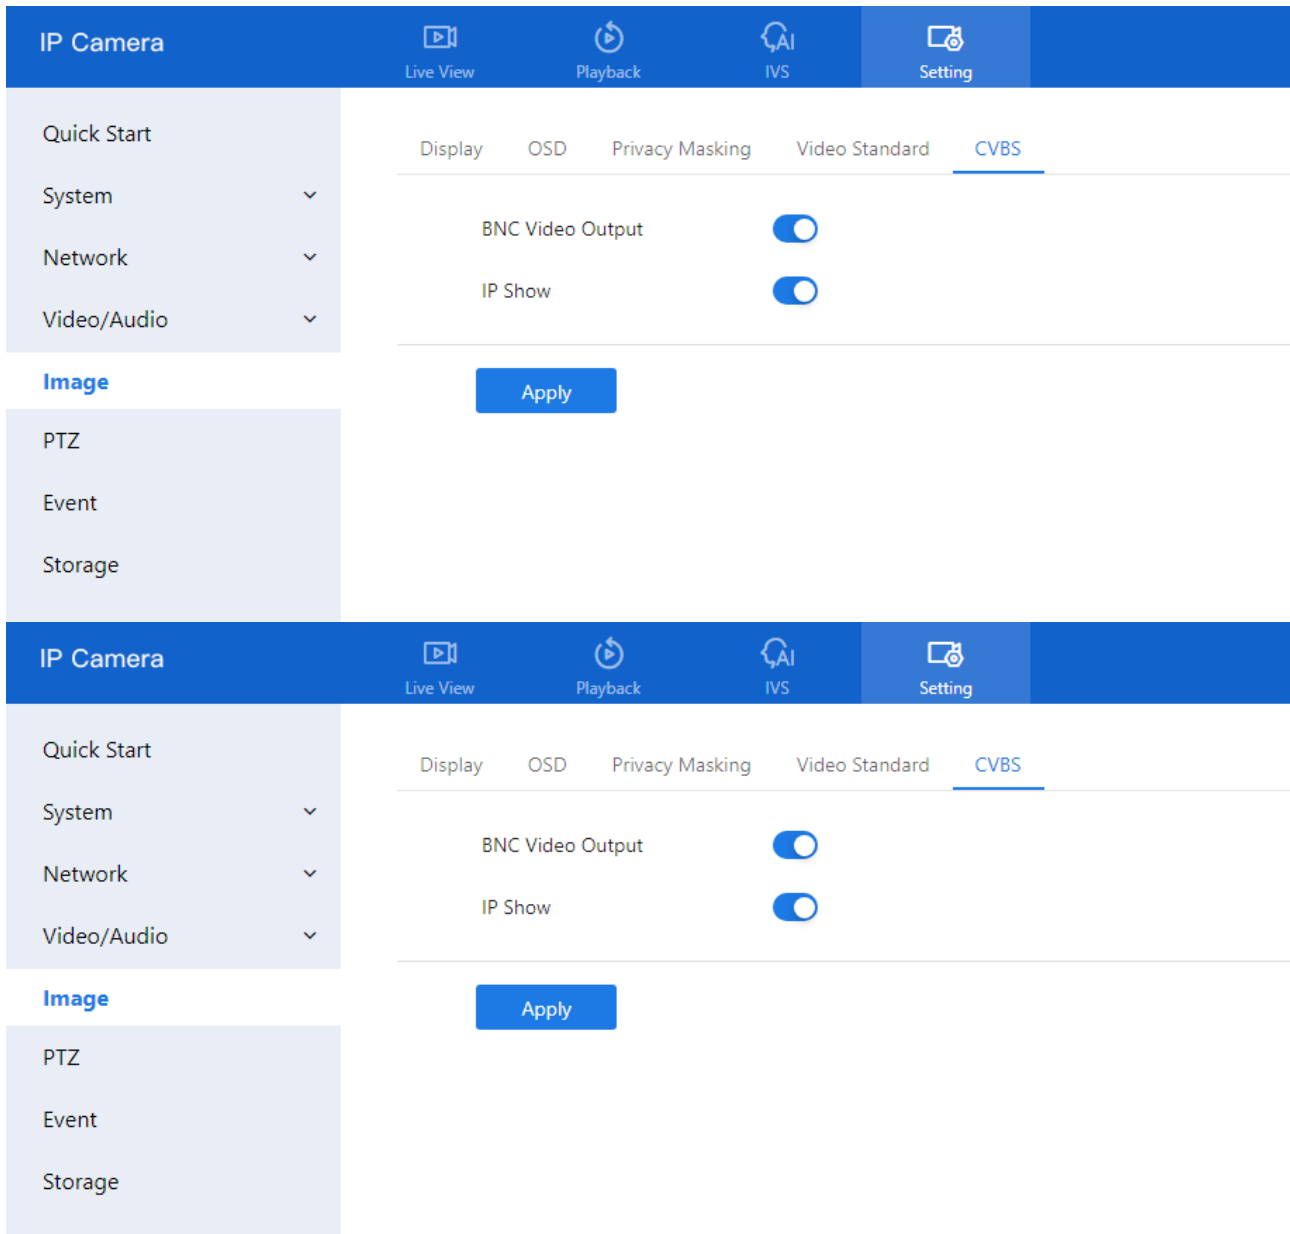 IP Camera
Live View
Playback
AI
IVS
Setting
Quick Start
System
Network
Video/Audio
Image
PTZ
Event
Storage
Display OSD Privacy Masking Video Standard CVBS
BNC Video Output
IP Show
Apply
IP Camera
Live View
Playback
AI
IVS
Setting
Quick Start
System
Network
Video/Audio
Image
PTZ
Event
Storage
Display OSD Privacy Masking Video Standard CVBS
BNC Video Output
IP Show
Apply